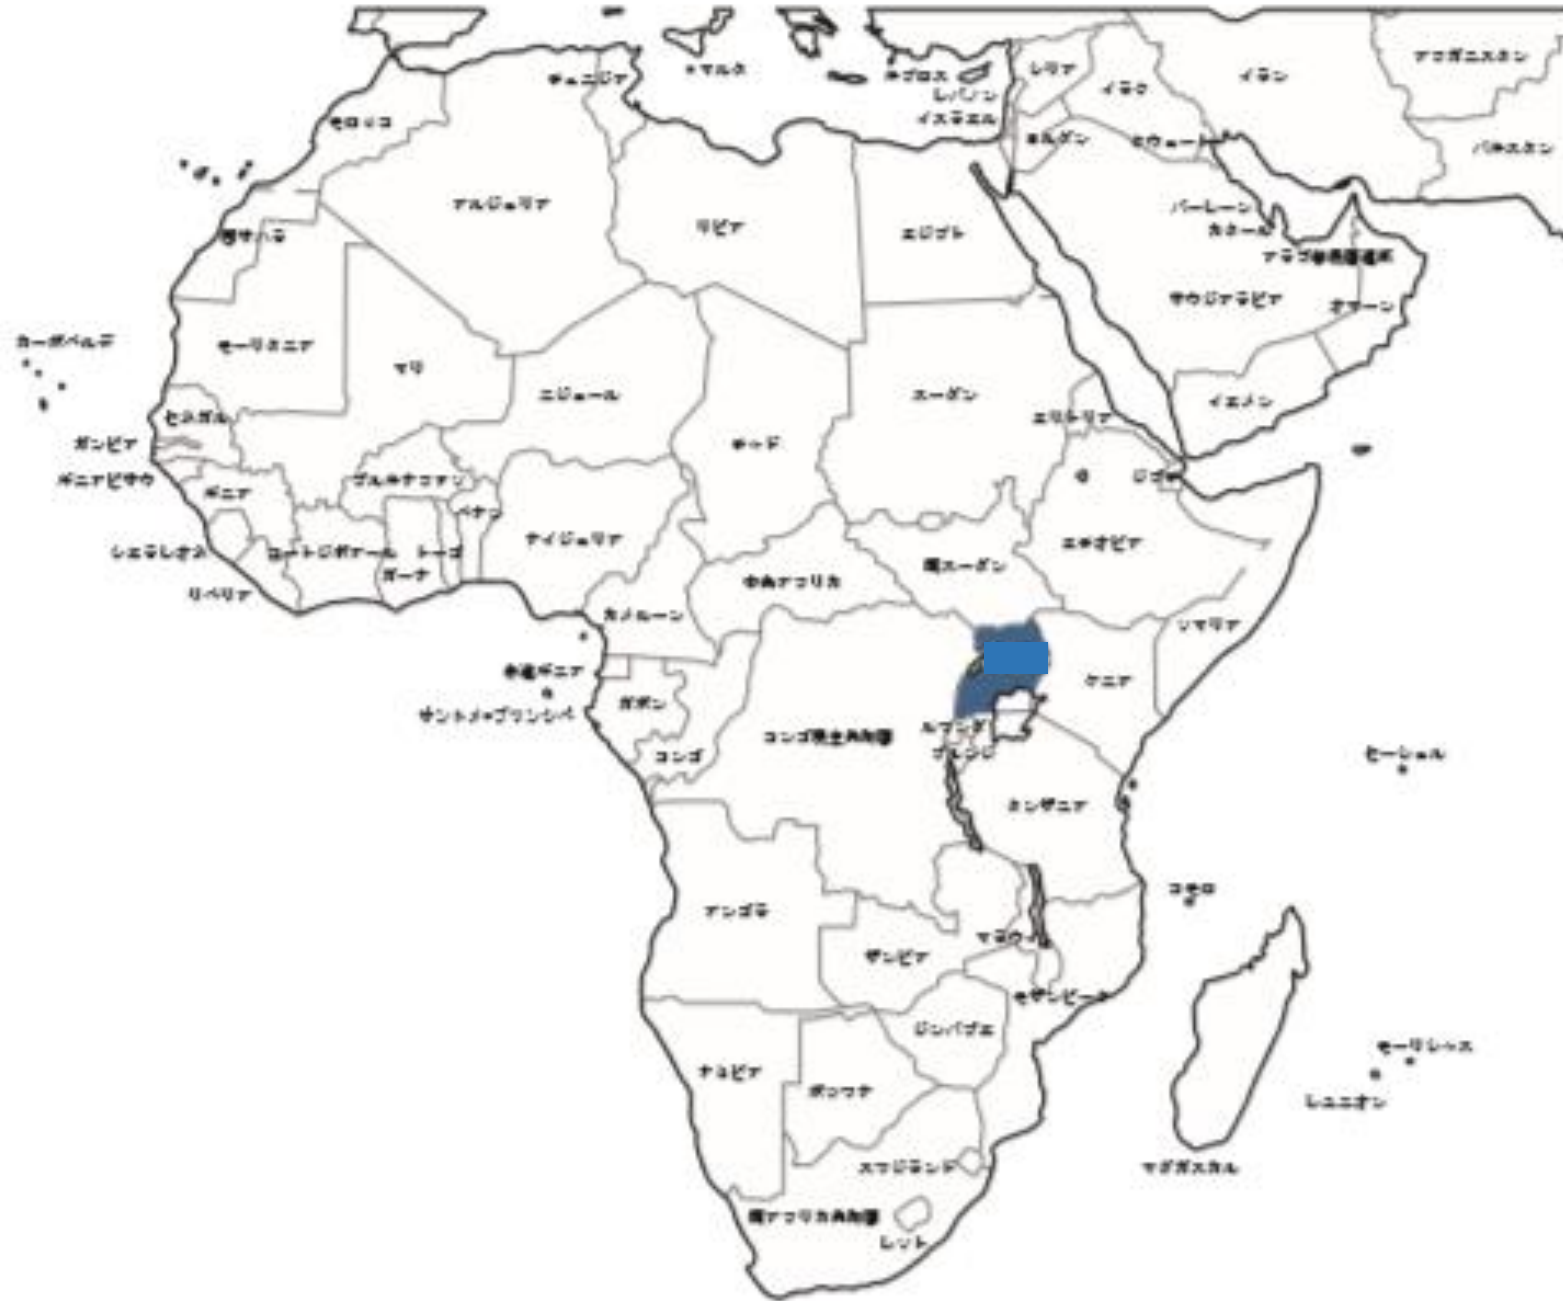 チュニジア
マルタ
キプロス
レバノン
イスラエル
シリア
イラク
イラン
アフガニスタン
モロッコ
ヨルダン
クウェート
パキスタン
アルジェリア
リビア
エジプト
バーレーン
カタール
西サハラ
アラブ首長国連邦
サウジアラビア
オマーン
カーボベルデ
モーリタニア
マリ
ニジェール
スーダン
エリトリア
イエメン
セネガル
ガンビア
チャド
ギニアビサウ
ギニア
ブルキナファソ
ベナン
ジブチ
シエラレオネ
コートジボアール
トーゴ
ナイジェリア
エチオピア
ガーナ
中央アフリカ
南スーダン
リベリア
カメルーン
ソマリア
赤道ギニア
ガボン
ケニア
サントメ・プリンシペ
コンゴ
コンゴ民主共和国
ルワンダ
ブルンジ
セーシェル
タンザニア
コモロ
アンゴラ
マラウイ
ザンビア
モザンビーク
ジンバブエ
モーリシャス
ナミビア
ボツワナ
レユニオン
スワジランド
マダガスカル
南アフリカ共和国
レソト